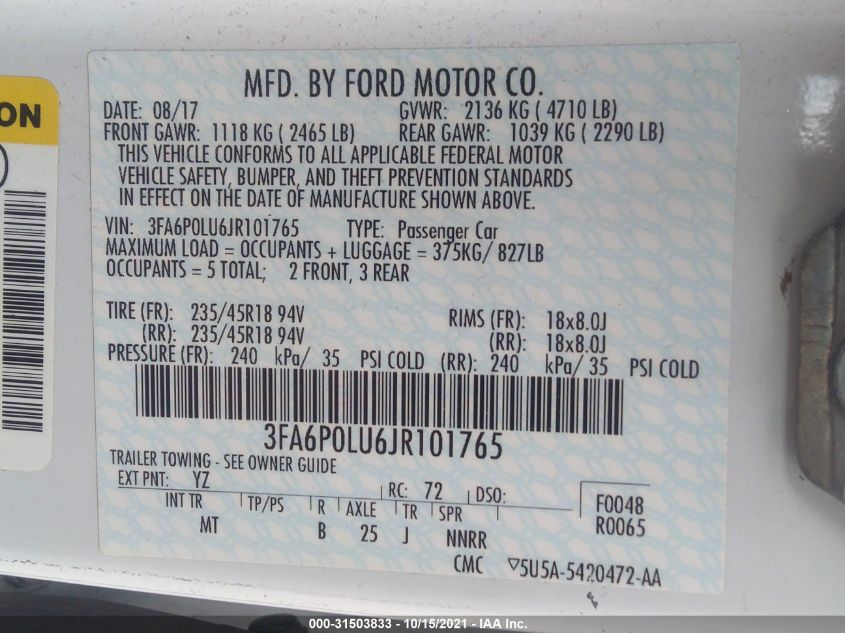 ON
MFD. BY FORD MOTOR CO.
DATE: 08/17 GVWR: 2136 KG ( 4710 LB)
FRONT GAWR: 1118 KG ( 2465 LB) REAR GAWR: 1039 KG ( 2290 LB)
THIS VEHICLE CONFORMS TO ALL APPLICABLE FEDERAL MOTOR
VEHICLE SAFETY, BUMPER, AND THEFT PREVENTION STANDARDS
IN EFFECT ON THE DATE OF MANUFACTURE SHOWN ABOVE.
VIN: 3FA6P0LU6JR101765 TYPE: Passenger Car
MAXIMUM LOAD = OCCUPANTS + LUGGAGE = 375KG/ 827LB
OCCUPANTS = 5 TOTAL; 2 FRONT, 3 REAR
TIRE (FR): 235/45R18 94V RIMS (FR): 18x8.0J
(RR): 235/45R18 94V (RR): 18x8.0J
PRESSURE (FR): 240 kPa/ 35 PSI COLD (RR): 240 kPa/ 35 PSI COLD
3FA6P0LU6JR101765
TRAILER TOWING - SEE OWNER GUIDE
EXT PNT: YZ RC: 72 DSO: F0048
INT TR TP/PS R AXLE TR SPR R0065
MT B 25 J NNRR
CMC ▽5U5A-5420472-AA
000-31503833 - 10/15/2021 - IAA Inc.